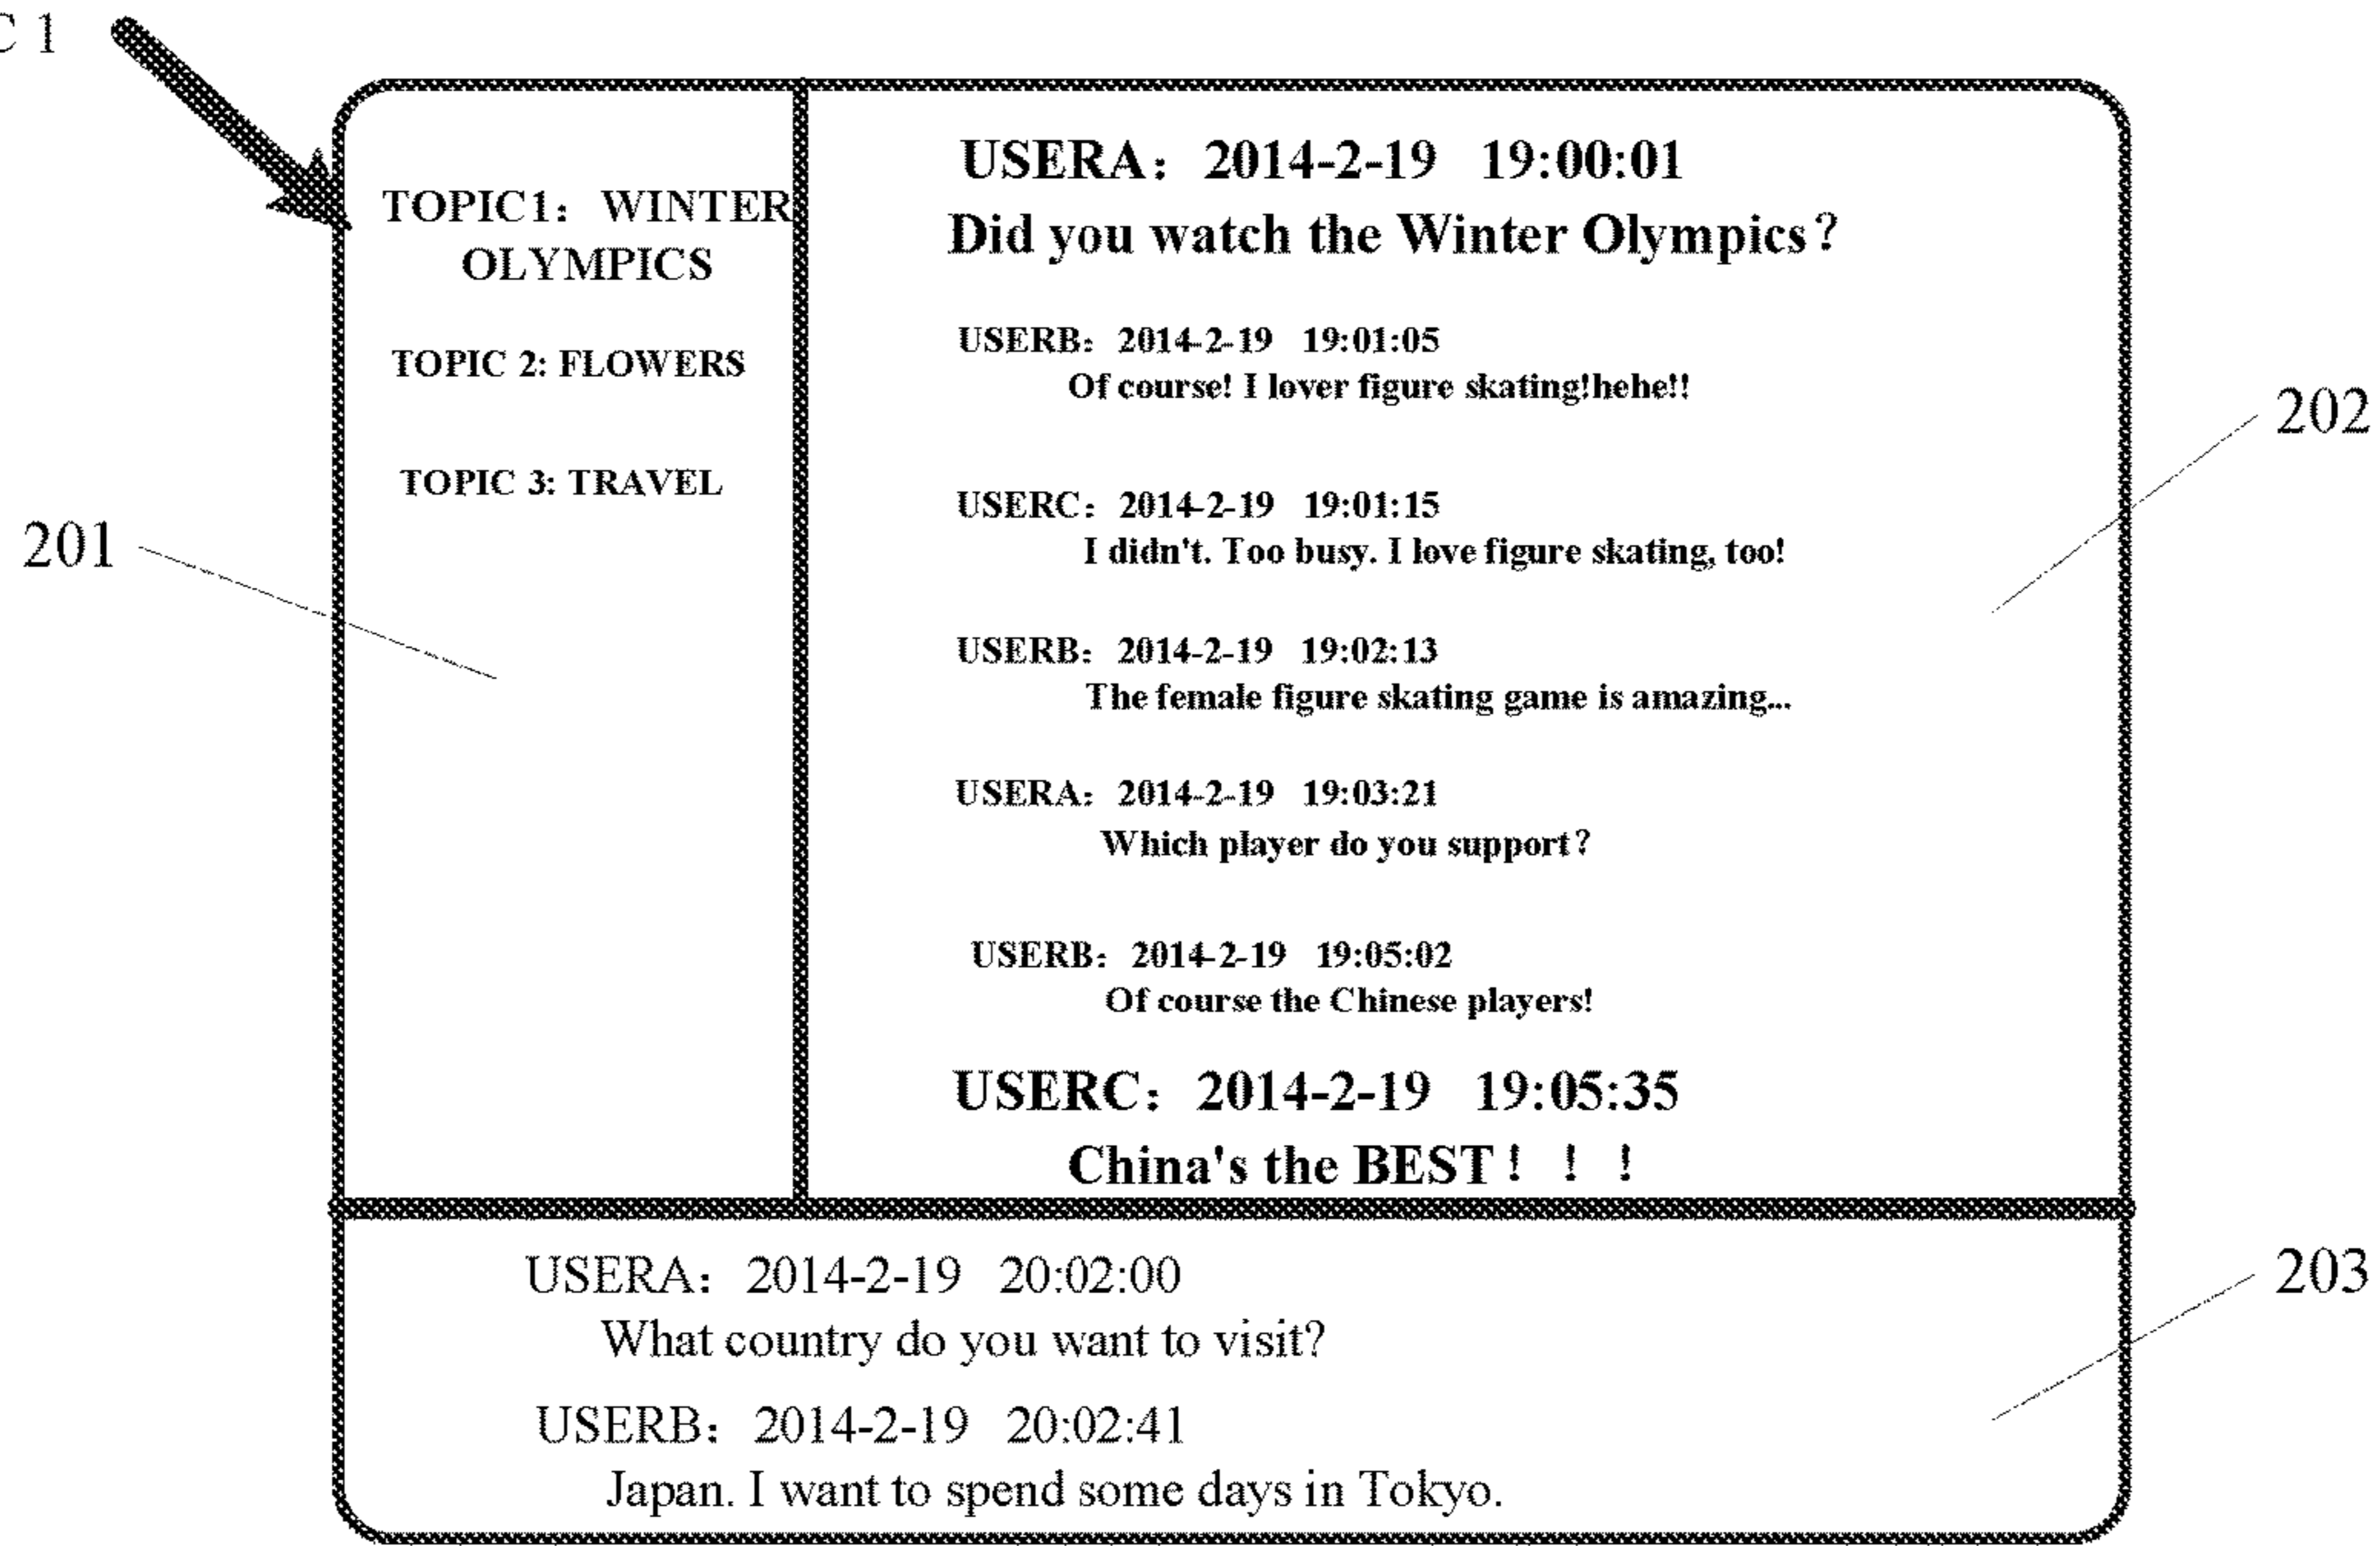 C 1
TOPIC1: WINTER
OLYMPICS
TOPIC 2: FLOWERS
TOPIC 3: TRAVEL
201
USERA: 2014-2-19 19:00:01
Did you watch the Winter Olympics?
USERB: 2014-2-19 19:01:05
Of course! I lover figure skating!hehe!!
USERC: 2014-2-19 19:01:15
I didn't. Too busy. I love figure skating, too!
USERB: 2014-2-19 19:02:13
The female figure skating game is amazing...
USERA: 2014-2-19 19:03:21
Which player do you support?
USERB: 2014-2-19 19:05:02
Of course the Chinese players!
USERC: 2014-2-19 19:05:35
China's the BEST! ! !
202
USERA: 2014-2-19 20:02:00
What country do you want to visit?
USERB: 2014-2-19 20:02:41
Japan. I want to spend some days in Tokyo.
203